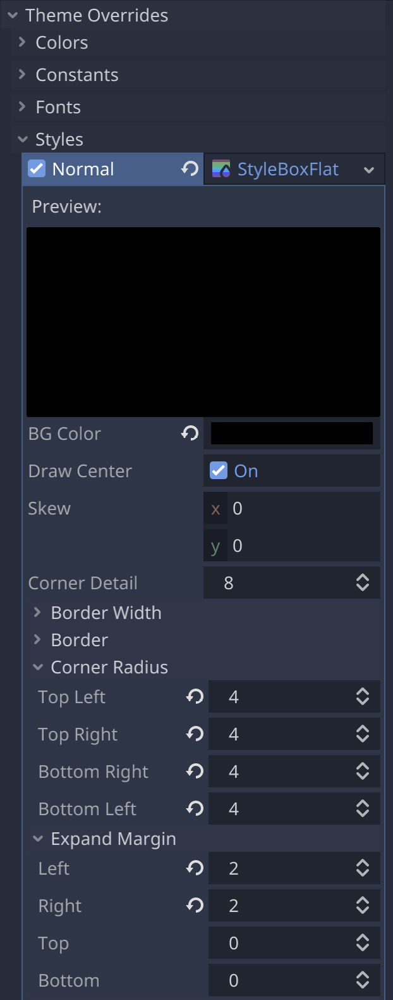 Theme Overrides
Colors
Constants
Fonts
Styles
Normal StyleBoxFlat
Preview:
BG Color
Draw Center On
Skew x 0
y 0
Corner Detail 8
Border Width
Border
Corner Radius
Top Left 4
Top Right 4
Bottom Right 4
Bottom Left 4
Expand Margin
Left 2
Right 2
Top 0
Bottom 0